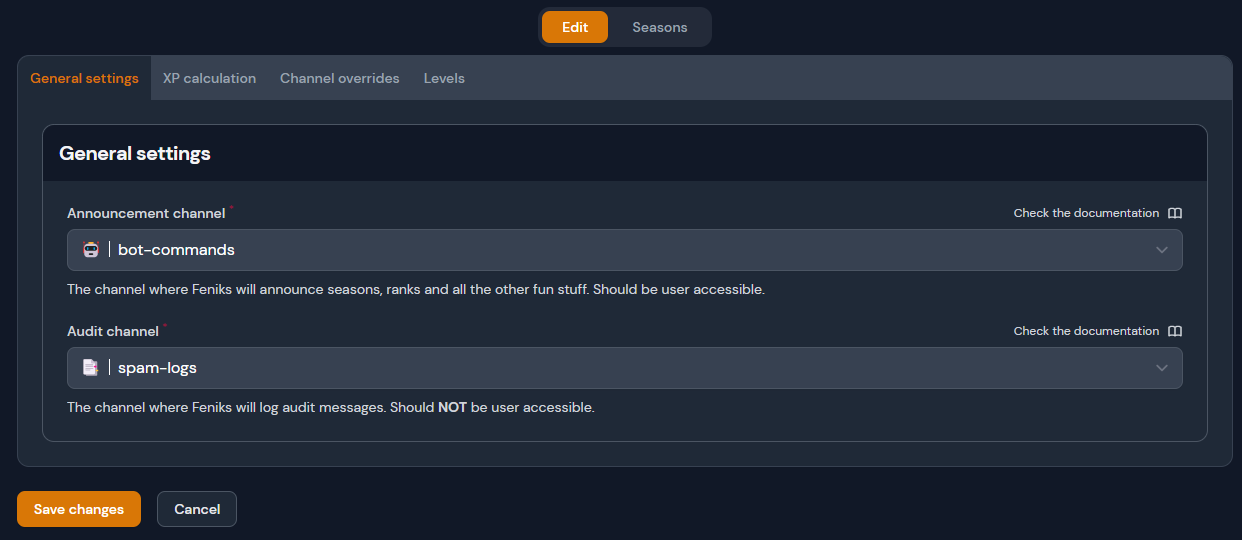 Edit Seasons
General settings XP calculation Channel overrides Levels
General settings
Announcement channel * Check the documentation
🤖 | bot-commands
The channel where Feniks will announce seasons, ranks and all the other fun stuff. Should be user accessible.
Audit channel * Check the documentation
📑 | spam-logs
The channel where Feniks will log audit messages. Should NOT be user accessible.
Save changes Cancel